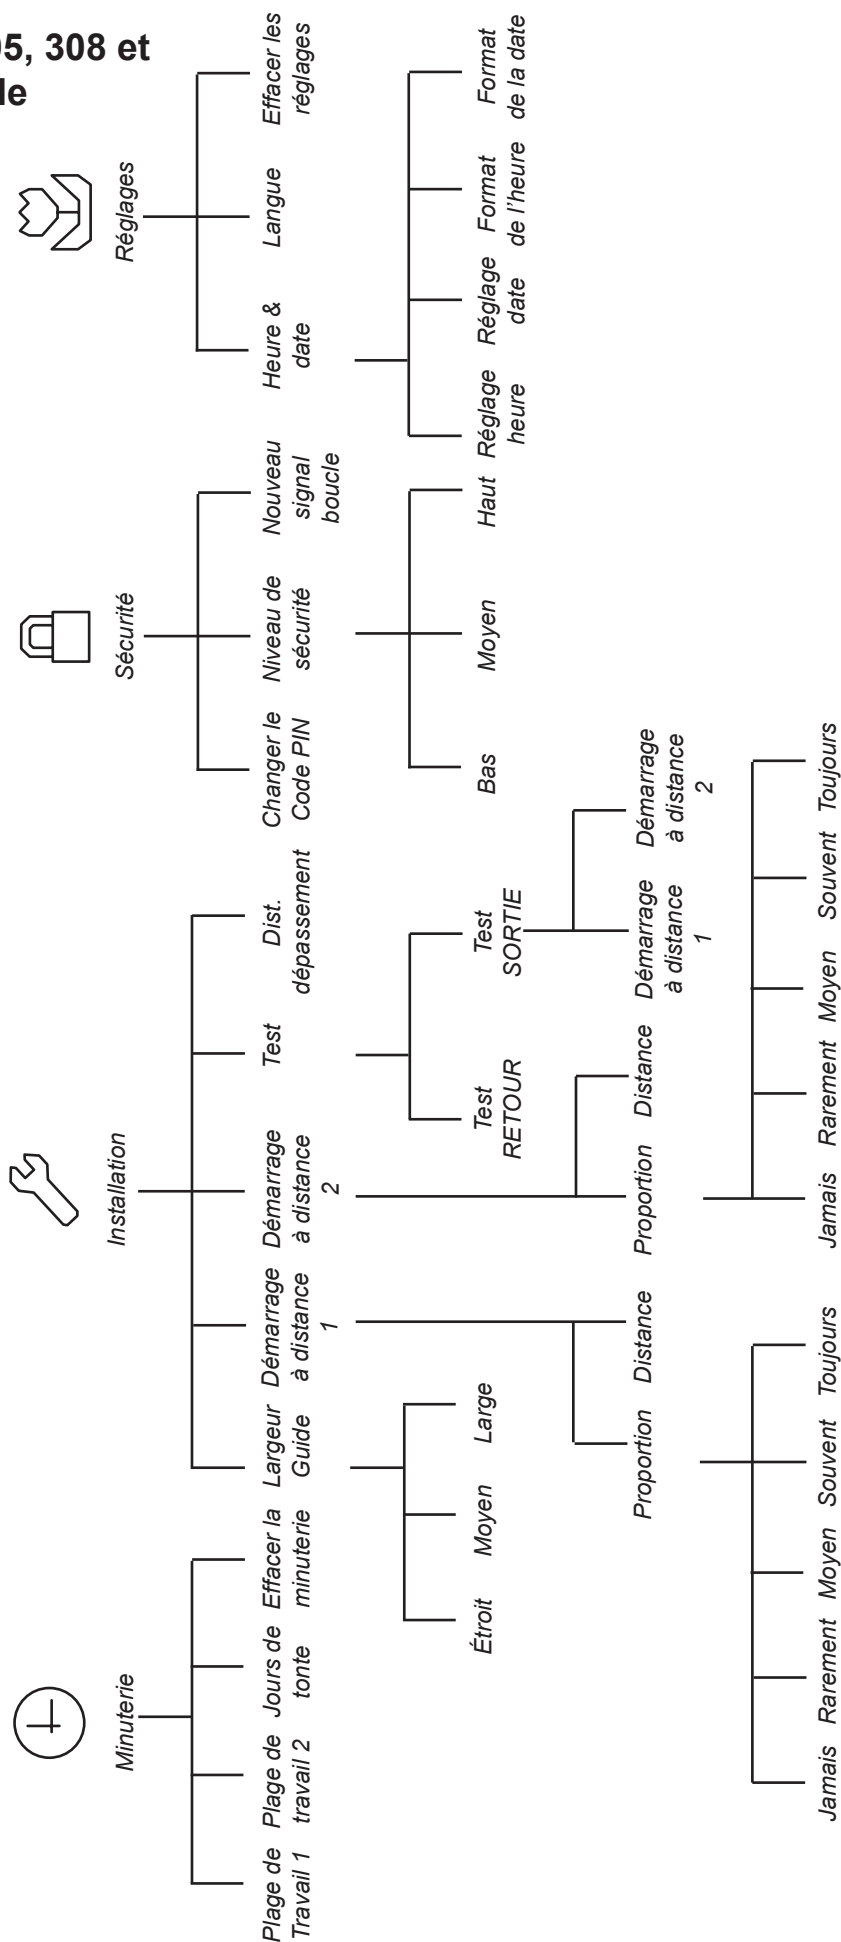 95, 308 et
le
Minuterie
Installation
Sécurité
Réglages
Plage de
Travail 1
Plage de
travail 2
Jours de
tonte
Effacer la
minuterie
Largeur
Guide
Démarrage
à distance
1
Démarrage
à distance
2
Test
Dist.
dépassement
Changer le
Code PIN
Niveau de
sécurité
Nouveau
signal
boucle
Heure &
date
Langue
Effacer les
réglages
Étroit
Moyen
Large
Test
RETOUR
Test
SORTIE
Bas
Moyen
Haut
Réglage
heure
Réglage
date
Format
de l'heure
Format
de la date
Proportion
Distance
Proportion
Distance
Démarrage
à distance
1
Démarrage
à distance
2
Jamais
Rarement
Moyen
Souvent
Toujours
Jamais
Rarement
Moyen
Souvent
Toujours